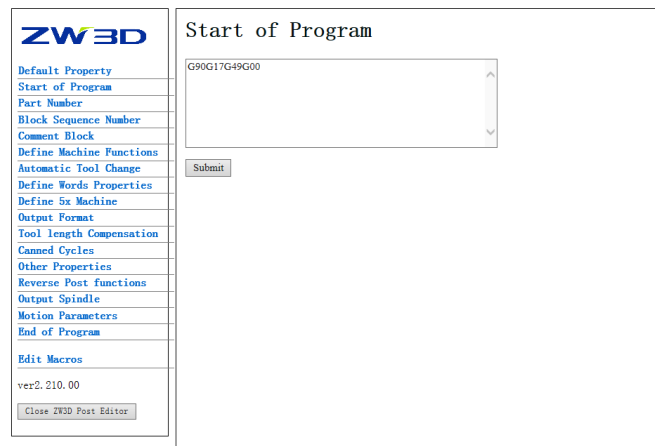 ZW3D
Default Property
Start of Program
Part Number
Block Sequence Number
Comment Block
Define Machine Functions
Automatic Tool Change
Define Words Properties
Define 5x Machine
Output Format
Tool length Compensation
Canned Cycles
Other Properties
Reverse Post functions
Output Spindle
Motion Parameters
End of Program
Edit Macros
ver2.210.00
Close ZW3D Post Editor
Start of Program
G90G17G49G00
Submit